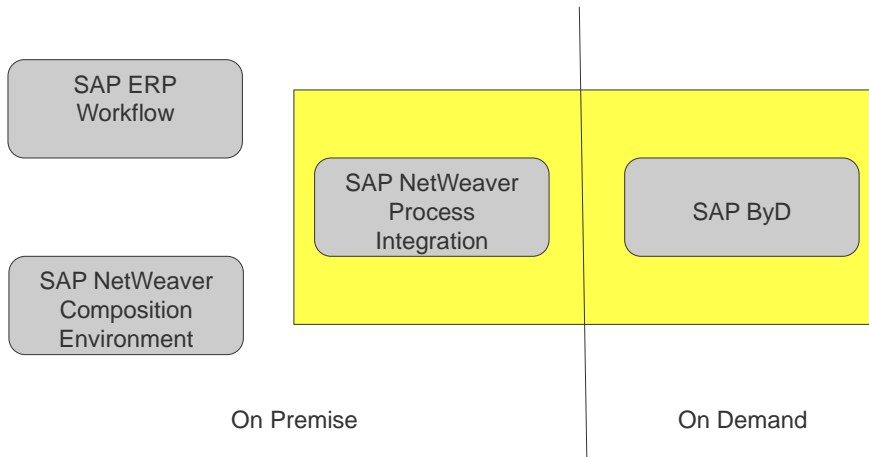 SAP ERP
Workflow
SAP NetWeaver
Process
Integration
SAP ByD
SAP NetWeaver
Composition
Environment
On Premise
On Demand